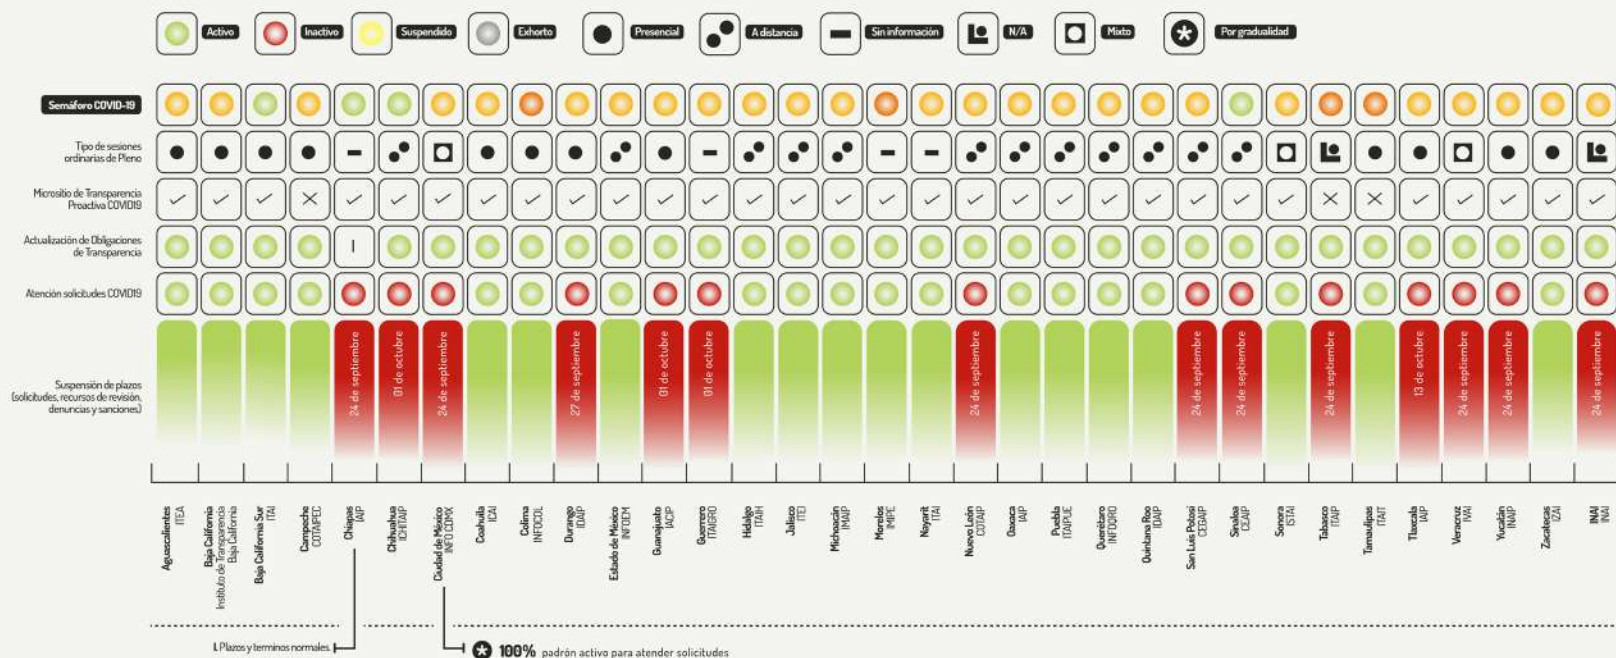 Activo
Inactivo
Suspendido
Exhorto
Presencial
A distancia
Sin información
N/A
Mixto
Por gradualidad
Semáforo COVID-19
Tipo de sesiones
ordinarias de Pleno
Micrositio de Transparencia
Proactiva COVID19
Actualización de Obligaciones
de Transparencia
I
Atención solicitudes COVID19
Suspensión de plazos
(solicitudes, recursos de revisión,
denuncias y sanciones)
24 de septiembre
01 de octubre
24 de septiembre
27 de septiembre
01 de octubre
01 de octubre
24 de septiembre
24 de septiembre
24 de septiembre
24 de septiembre
13 de octubre
24 de septiembre
24 de septiembre
24 de septiembre
Aguascalientes
ITEA
Baja California
Instituto de Transparencia
Baja California
Baja California Sur
ITAI
Campeche
COTAIPEC
Chiapas
IAIP
Chihuahua
ICHITAIP
Ciudad de México
INFO CDMX
Coahuila
ICAI
Colima
INFOCOL
Durango
IDAIP
Estado de México
INFOEM
Guanajuato
IACIP
Guerrero
ITAIGRO
Hidalgo
ITAIH
Jalisco
ITEI
Michoacán
IMAIP
Morelos
IMIPE
Nayarit
ITAI
Nuevo León
COTAIP
Oaxaca
IAIP
Puebla
ITAIPUE
Querétaro
INFOQRO
Quintana Roo
IDAIP
San Luis Potosí
CEGAIP
Sinaloa
CEAIP
Sonora
ISTAI
Tabasco
ITAIP
Tamaulipas
ITAIT
Tlaxcala
IAIP
Veracruz
IVAI
Yucatán
INAIP
Zacatecas
IZAI
INAI
INAI
I. Plazos y terminos normales.
100% padrón activo para atender solicitudes